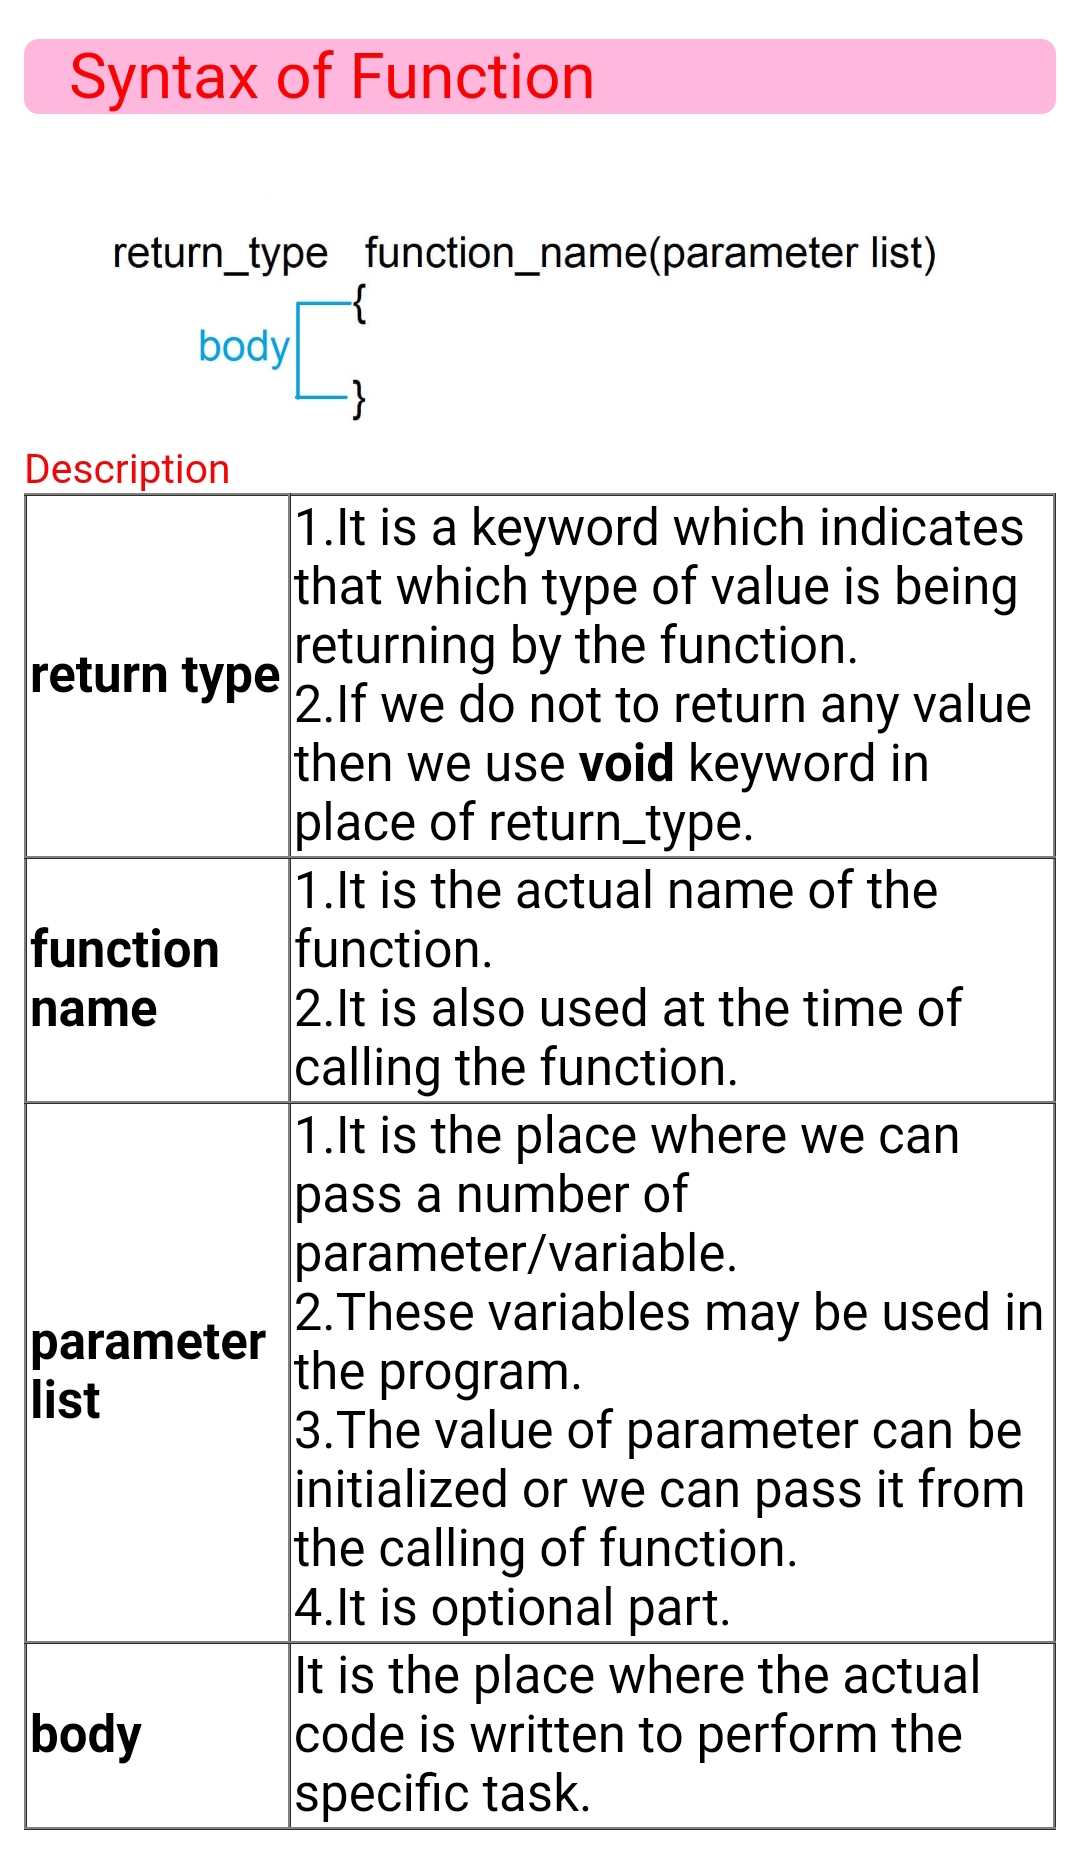 Syntax of Function
return_type function_name(parameter list)
{
body
}
Description
return type
1.It is a keyword which indicates
that which type of value is being
returning by the function.
2.If we do not to return any value
then we use void keyword in
place of return_type.
function
name
1.It is the actual name of the
function.
2.It is also used at the time of
calling the function.
parameter
list
1.It is the place where we can
pass a number of
parameter/variable.
2.These variables may be used in
the program.
3.The value of parameter can be
initialized or we can pass it from
the calling of function.
4.It is optional part.
body
It is the place where the actual
code is written to perform the
specific task.